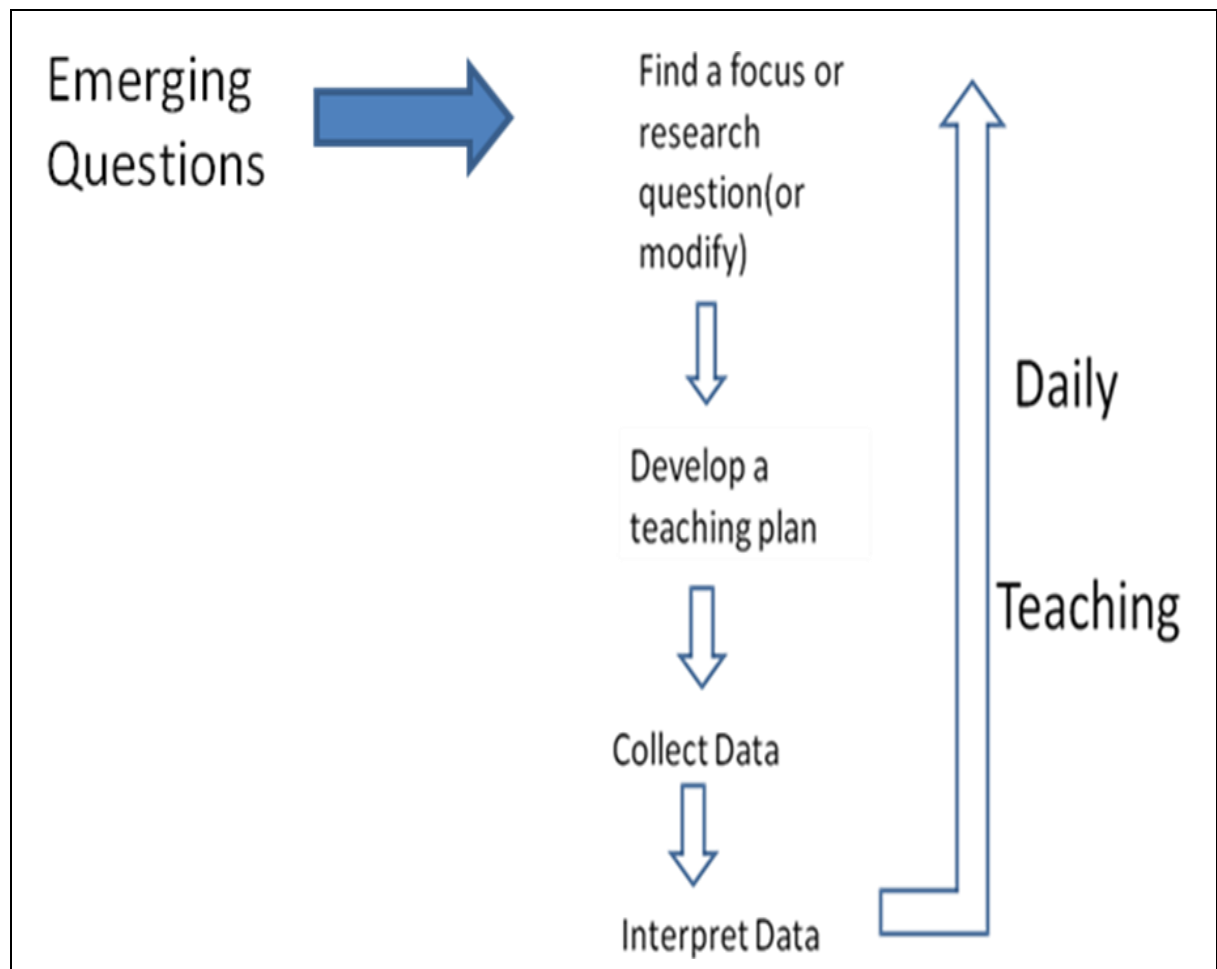 Emerging
Questions
Find a focus or
research
question(or
modify)
Develop a
teaching plan
Collect Data
Interpret Data
Daily
Teaching